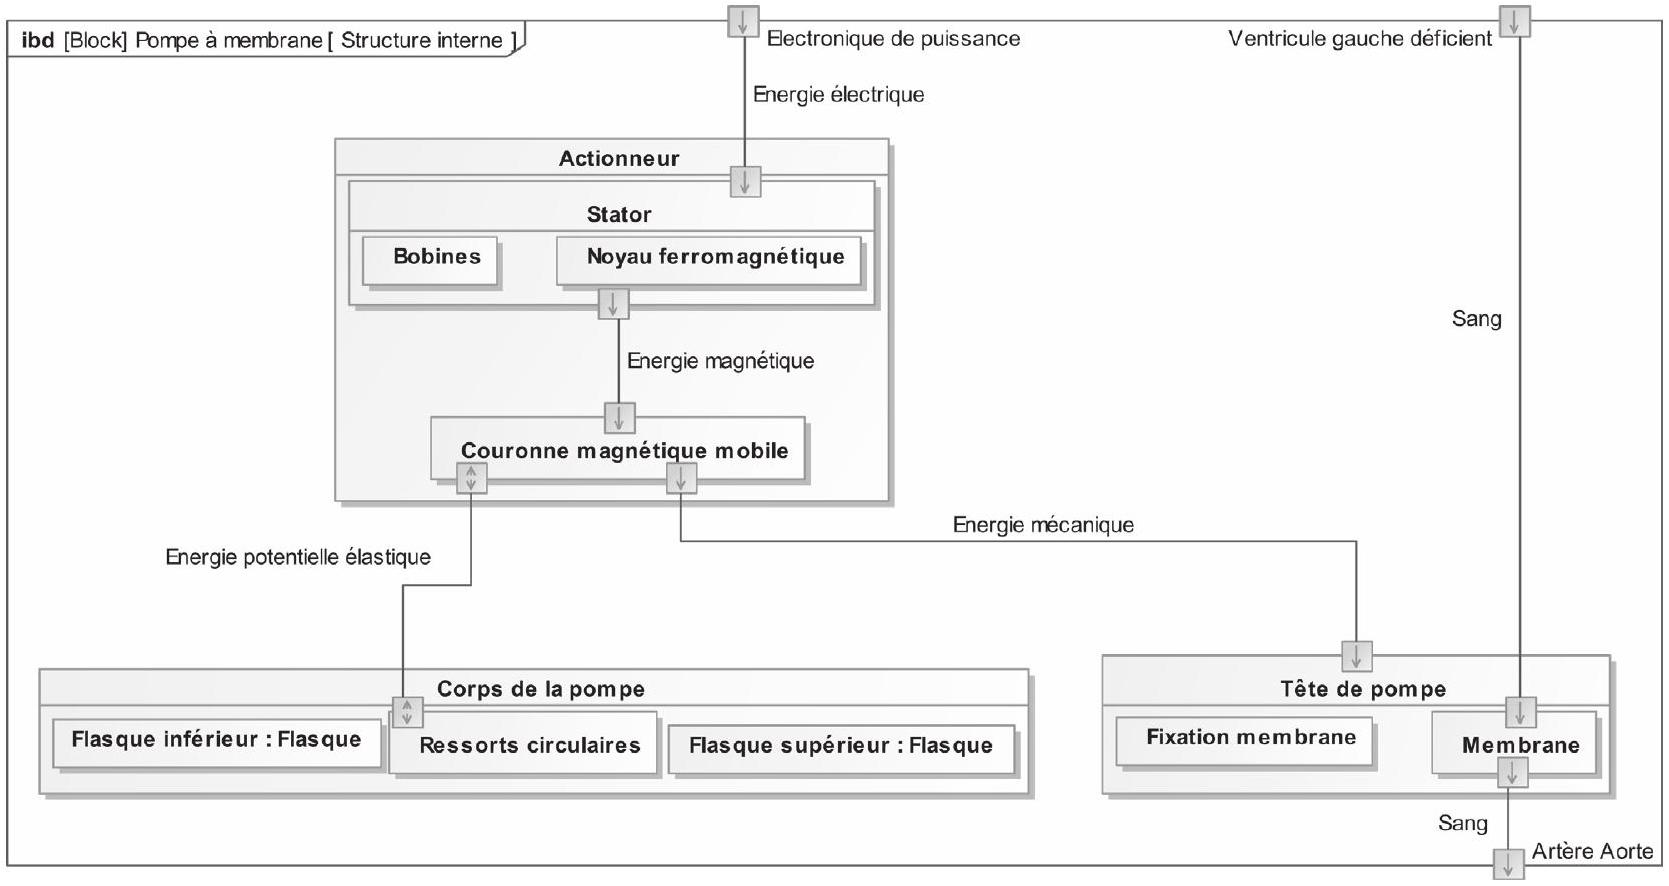 ibd [Block] Pompe à membrane [ Structure interne ]
Electronique de puissance
Ventricule gauche déficient
Energie électrique
Actionneur
Stator
Bobines
Noyau ferromagnétique
Sang
Energie magnétique
Couronne magnétique mobile
Energie mécanique
Energie potentielle élastique
Corps de la pompe
Tête de pompe
Flasque inférieur : Flasque
Ressorts circulaires
Flasque supérieur : Flasque
Fixation membrane
Membrane
Sang
Artère Aorte